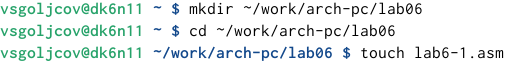 vsgoljcov@dk6n11 ~ $ mkdir ~/work/arch-pc/lab06
vsgoljcov@dk6n11 ~ $ cd ~/work/arch-pc/lab06
vsgoljcov@dk6n11 ~/work/arch-pc/lab06 $ touch lab6-1.asm